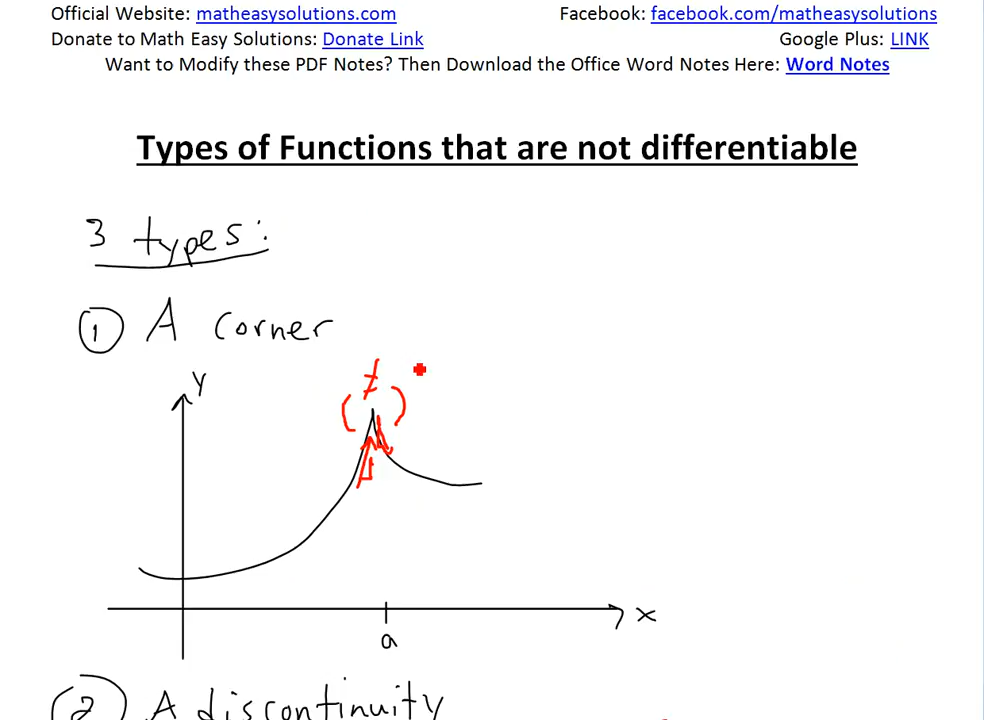 Official Website: matheasysolutions.com Facebook: facebook.com/matheasysolutions
Donate to Math Easy Solutions: Donate Link Google Plus: LINK
Want to Modify these PDF Notes? Then Download the Office Word Notes Here: Word Notes
Types of Functions that are not differentiable
3 types:
① A corner
y
( ≠ )
x
a
② A discontinuity